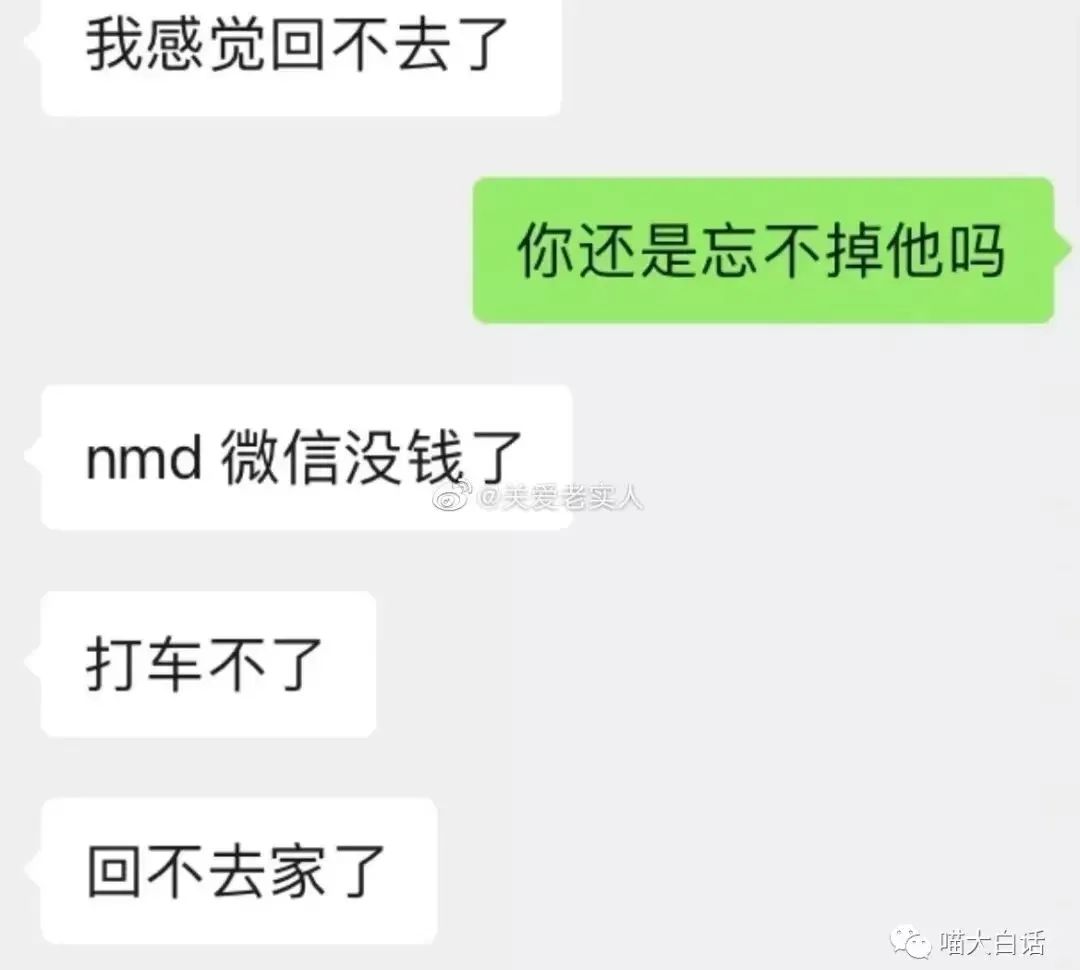 我感觉回不去了
你还是忘不掉他吗
nmd 微信没钱了
@关爱老实人
打车不了
回不去家了
喵大白话